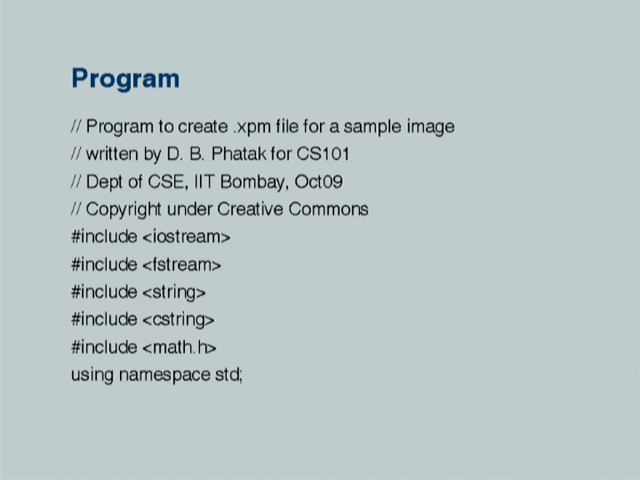 Program
// Program to create .xpm file for a sample image
// written by D. B. Phatak for CS101
// Dept of CSE, IIT Bombay, Oct09
// Copyright under Creative Commons
#include <iostream>
#include <fstream>
#include <string>
#include <cstring>
#include <math.h>
using namespace std;